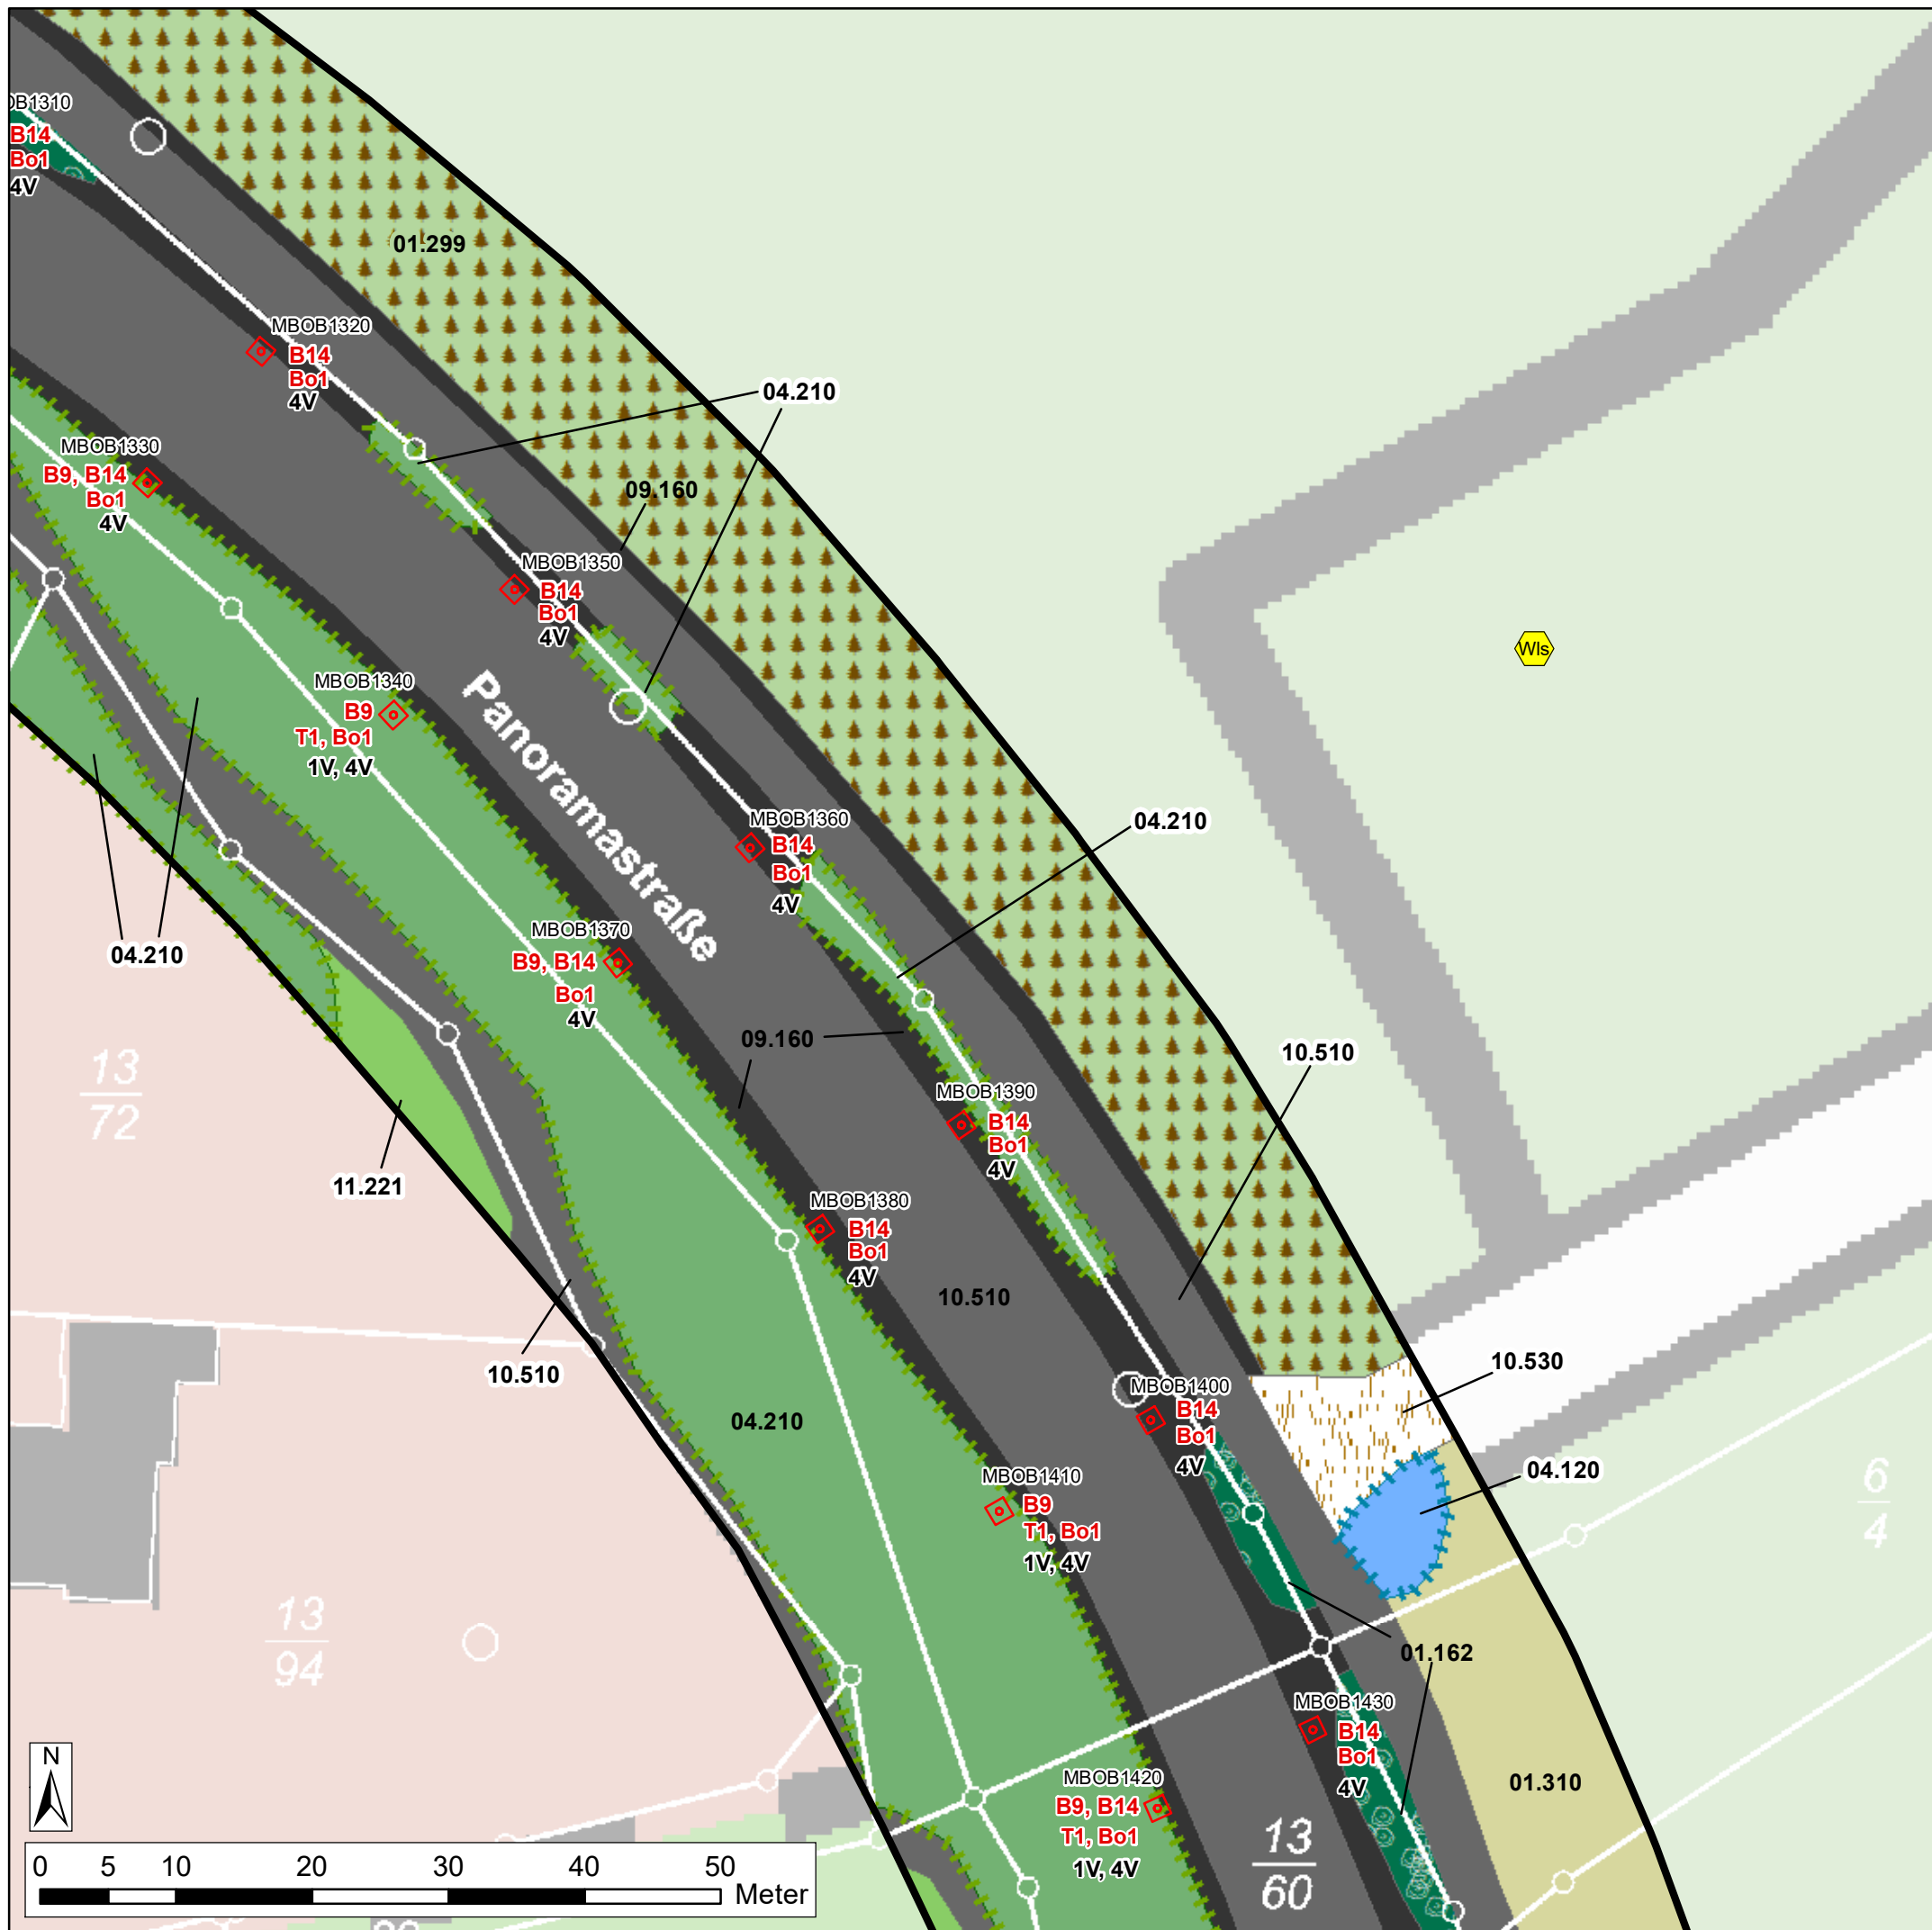 OB1310
B14
Bo1
4V
01.299
MBOB1320
B14
Bo1
4V
04.210
MBOB1330
B9, B14
Bo1
4V
09.160
MBOB1350
B14
Bo1
4V
Wls
MBOB1340
B9
T1, Bo1
1V, 4V
Panoramastraße
MBOB1360
B14
Bo1
4V
04.210
MBOB1370
B9, B14
Bo1
4V
04.210
09.160
10.510
13
72
MBOB1390
B14
Bo1
4V
11.221
MBOB1380
B14
Bo1
4V
10.510
10.510
10.530
MBOB1400
B14
Bo1
4V
04.210
04.120
MBOB1410
B9
T1, Bo1
1V, 4V
6
4
13
94
01.162
MBOB1430
B14
Bo1
4V
01.310
N
MBOB1420
B9, B14
T1, Bo1
1V, 4V
13
60
0 5 10 20 30 40 50
Meter